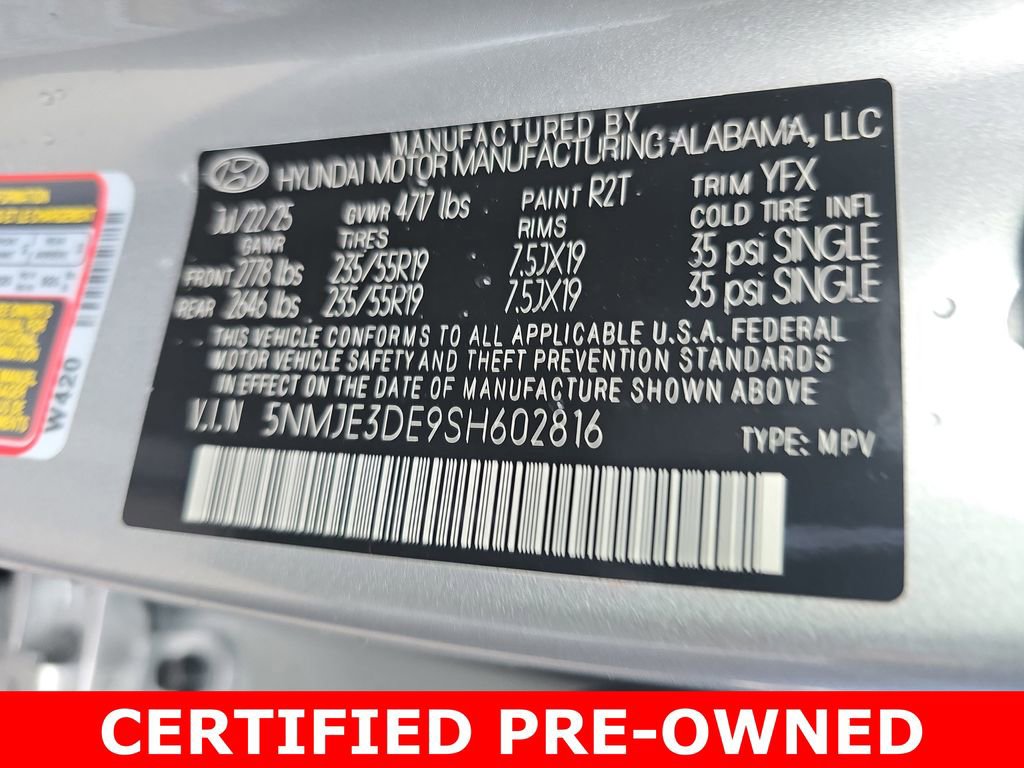 MANUFACTURED BY
HYUNDAI MOTOR MANUFACTURING ALABAMA, LLC
Jul/22/25 GVWR 4,717 lbs PAINT R2T TRIM YFX
GAWR TIRES RIMS COLD TIRE INFL
FRONT 2778 lbs 235/55R19 7.5JX19 35 psi SINGLE
REAR 2646 lbs 235/55R19 7.5JX19 35 psi SINGLE
THIS VEHICLE CONFORMS TO ALL APPLICABLE U.S.A. FEDERAL
MOTOR VEHICLE SAFETY AND THEFT PREVENTION STANDARDS
IN EFFECT ON THE DATE OF MANUFACTURE SHOWN ABOVE
V.I.N 5NMJE3DE9SH602816 TYPE: MPV
W420
CERTIFIED PRE-OWNED